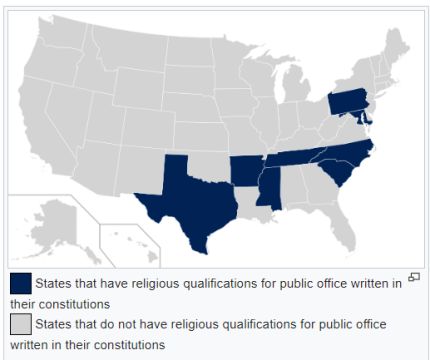 States that have religious qualifications for public office written in
their constitutions
States that do not have religious qualifications for public office
written in their constitutions